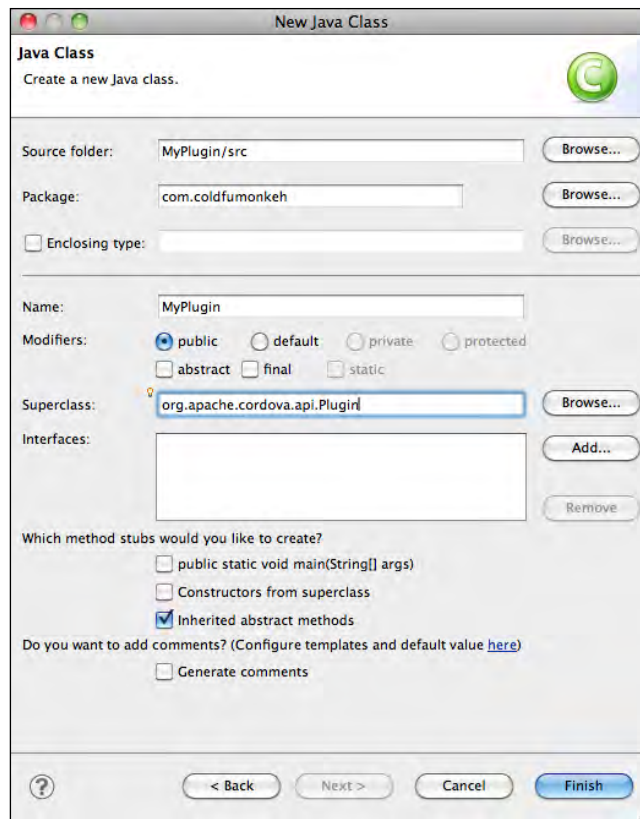 New Java Class
Java Class
Create a new Java class.
C
Source folder: MyPlugin/src Browse...
Package: com.coldfumonkeh Browse...
Enclosing type: Browse...
Name: MyPlugin
Modifiers: public default private protected
abstract final static
Superclass: org.apache.cordova.api.Plugin Browse...
Interfaces: Add...
Remove
Which method stubs would you like to create?
public static void main(String[] args)
Constructors from superclass
Inherited abstract methods
Do you want to add comments? (Configure templates and default value here)
Generate comments
? < Back Next > Cancel Finish